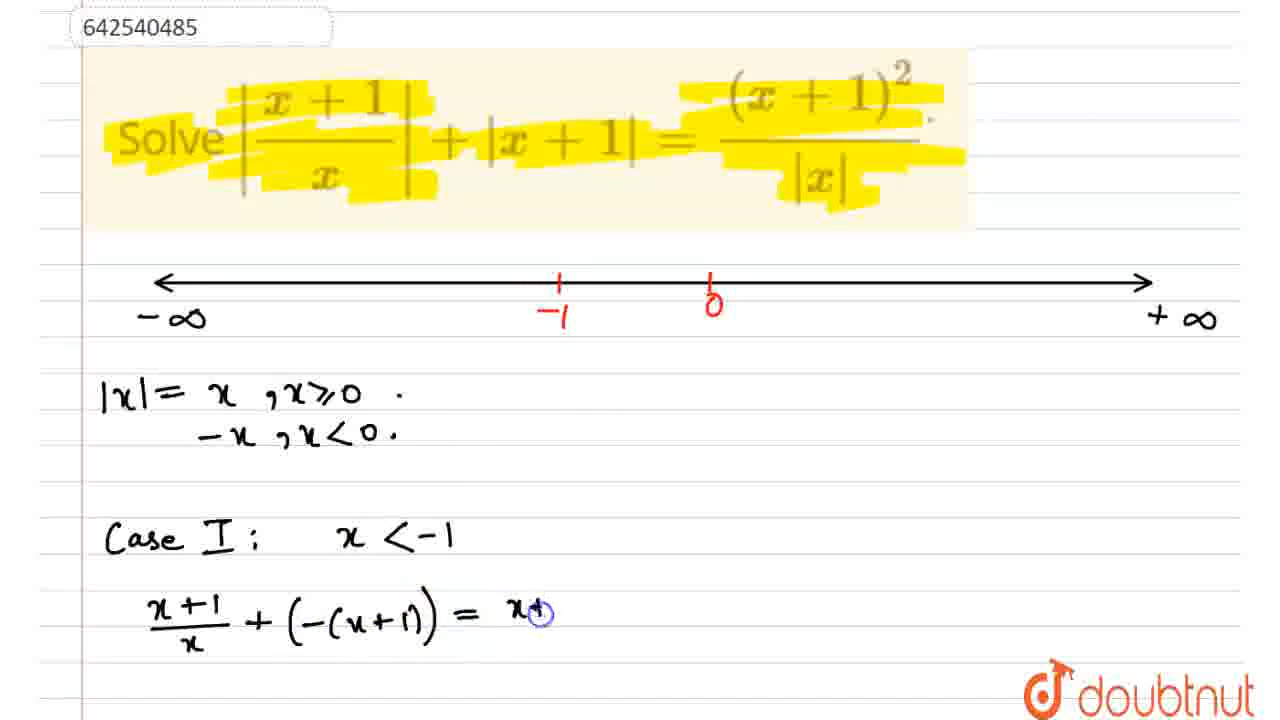 642540485
Solve |x + 1 / x| + |x + 1| = (x + 1)² / |x| .
-1 0
- ∞ + ∞
|x| = x , x ⩾ 0 .
-x , x < 0 .
Case I : x < -1
x+1 / x + (-(x+1)) = x+
doubtnut